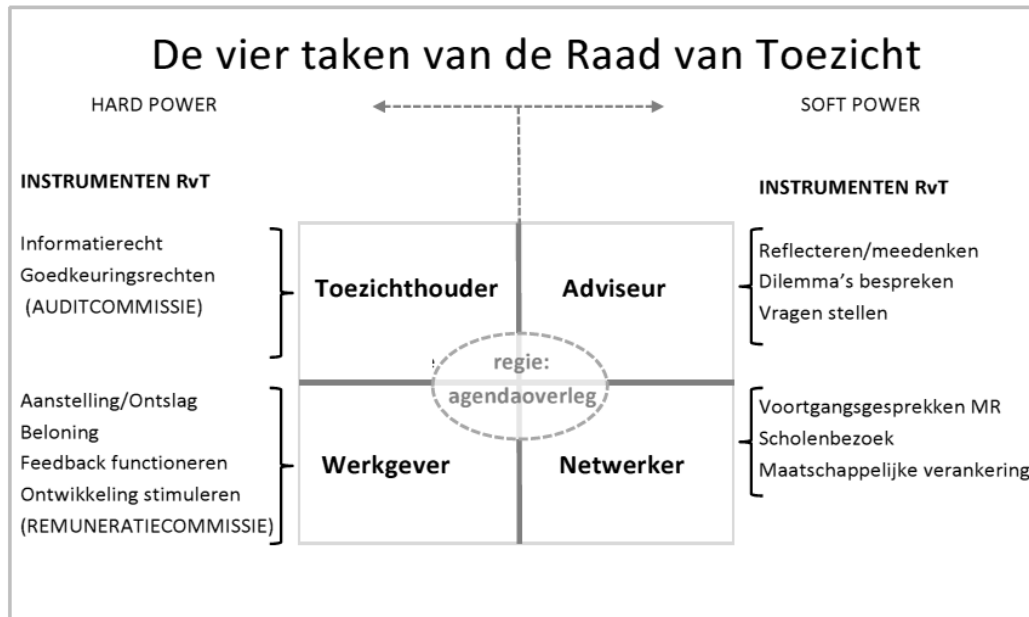 De vier taken van de Raad van Toezicht
HARD POWER
SOFT POWER
INSTRUMENTEN RvT
Informatierecht
Goedkeuringsrechten
(AUDITCOMMISSIE)
Aanstelling/Ontslag
Beloning
Feedback functioneren
Ontwikkeling stimuleren
(REMUNERATIECOMMISSIE)
Toezichthouder
Adviseur
regie:
agendaoverleg
Werkgever
Netwerker
INSTRUMENTEN RvT
Reflecteren/meedenken
Dilemma's bespreken
Vragen stellen
Voortgangsgesprekken MR
Scholenbezoek
Maatschappelijke verankering